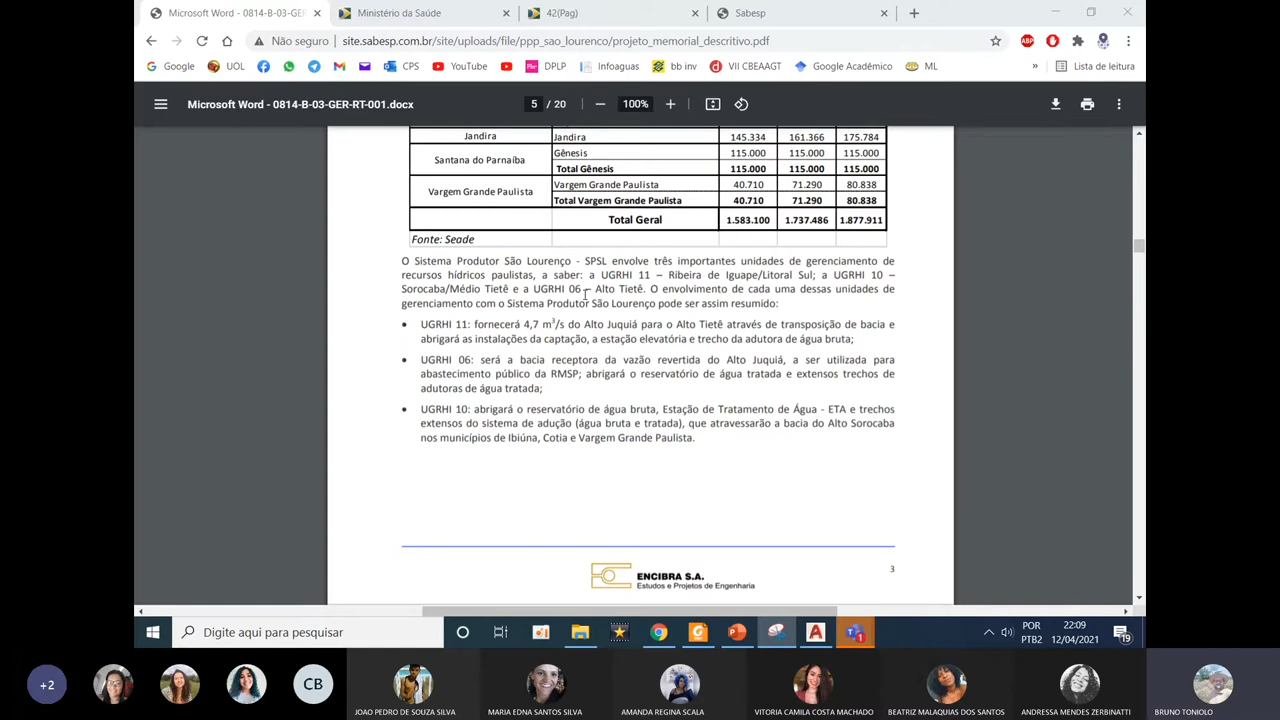 Microsoft Word - 0814-B-03-GER
Ministério da Saúde
42(Pag)
Sabesp
Não seguro
site.sabesp.com.br/site/uploads/file/ppp_sao_lourenco/projeto_memorial_descritivo.pdf
ABP
Google
UOL
CPS
YouTube
DPLP
Infoaguas
bb inv
VII CBEAAGT
Google Acadêmico
ML
»
Lista de leitura
Microsoft Word - 0814-B-03-GER-RT-001.docx
5 / 20
100%
Jandira Jandira 145.334 161.366 175.784
Santana do Parnaíba
Gênesis 115.000 115.000 115.000
Total Gênesis 115.000 115.000 115.000
Vargem Grande Paulista
Vargem Grande Paulista 40.710 71.290 80.838
Total Vargem Grande Paulista 40.710 71.290 80.838
Total Geral 1.583.100 1.737.486 1.877.911
Fonte: Seade
O Sistema Produtor São Lourenço - SPSL envolve três importantes unidades de gerenciamento de
recursos hídricos paulistas, a saber: a UGRHI 11 – Ribeira de Iguape/Litoral Sul; a UGRHI 10 –
Sorocaba/Médio Tietê e a UGRHI 06 – Alto Tietê. O envolvimento de cada uma dessas unidades de
gerenciamento com o Sistema Produtor São Lourenço pode ser assim resumido:
• UGRHI 11: fornecerá 4,7 m³/s do Alto Juquiá para o Alto Tietê através de transposição de bacia e
abrigará as instalações da captação, a estação elevatória e trecho da adutora de água bruta;
• UGRHI 06: será a bacia receptora da vazão revertida do Alto Juquiá, a ser utilizada para
abastecimento público da RMSP; abrigará o reservatório de água tratada e extensos trechos de
adutoras de água tratada;
• UGRHI 10: abrigará o reservatório de água bruta, Estação de Tratamento de Água - ETA e trechos
extensos do sistema de adução (água bruta e tratada), que atravessarão a bacia do Alto Sorocaba
nos municípios de Ibiúna, Cotia e Vargem Grande Paulista.
3
ENCIBRA S.A.
Estudos e Projetos de Engenharia
Digite aqui para pesquisar
POR
PTB2
22:09
12/04/2021
19
1
+2
CB
JOAO PEDRO DE SOUZA SILVA
MARIA EDNA SANTOS SILVA
AMANDA REGINA SCALA
VITORIA CAMILA COSTA MACHADO
BEATRIZ MALAQUIAS DOS SANTOS
ANDRESSA MENDES ZERBINATTI
BRUNO TONIOLO